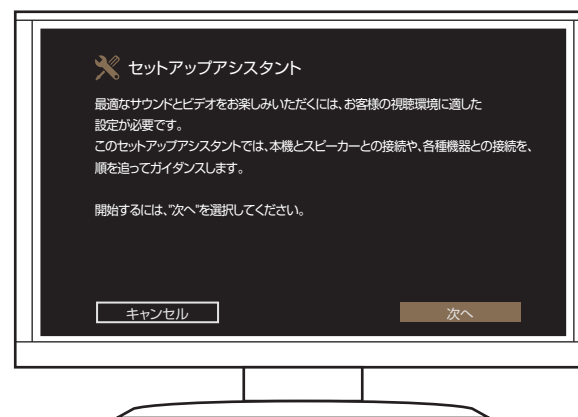 セットアップアシスタント
最適なサウンドとビデオをお楽しみいただくには、お客様の視聴環境に適した
設定が必要です。
このセットアップアシスタントでは、本機とスピーカーとの接続や、各種機器との接続を、
順を追ってガイダンスします。
開始するには、"次へ"を選択してください。
キャンセル
次へ